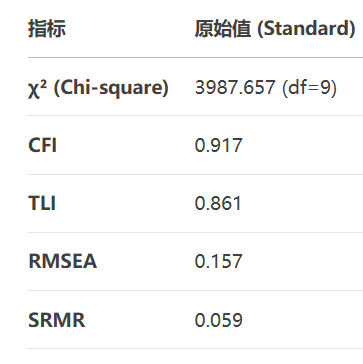 指标 原始值 (Standard)
χ² (Chi-square) 3987.657 (df=9)
CFI 0.917
TLI 0.861
RMSEA 0.157
SRMR 0.059